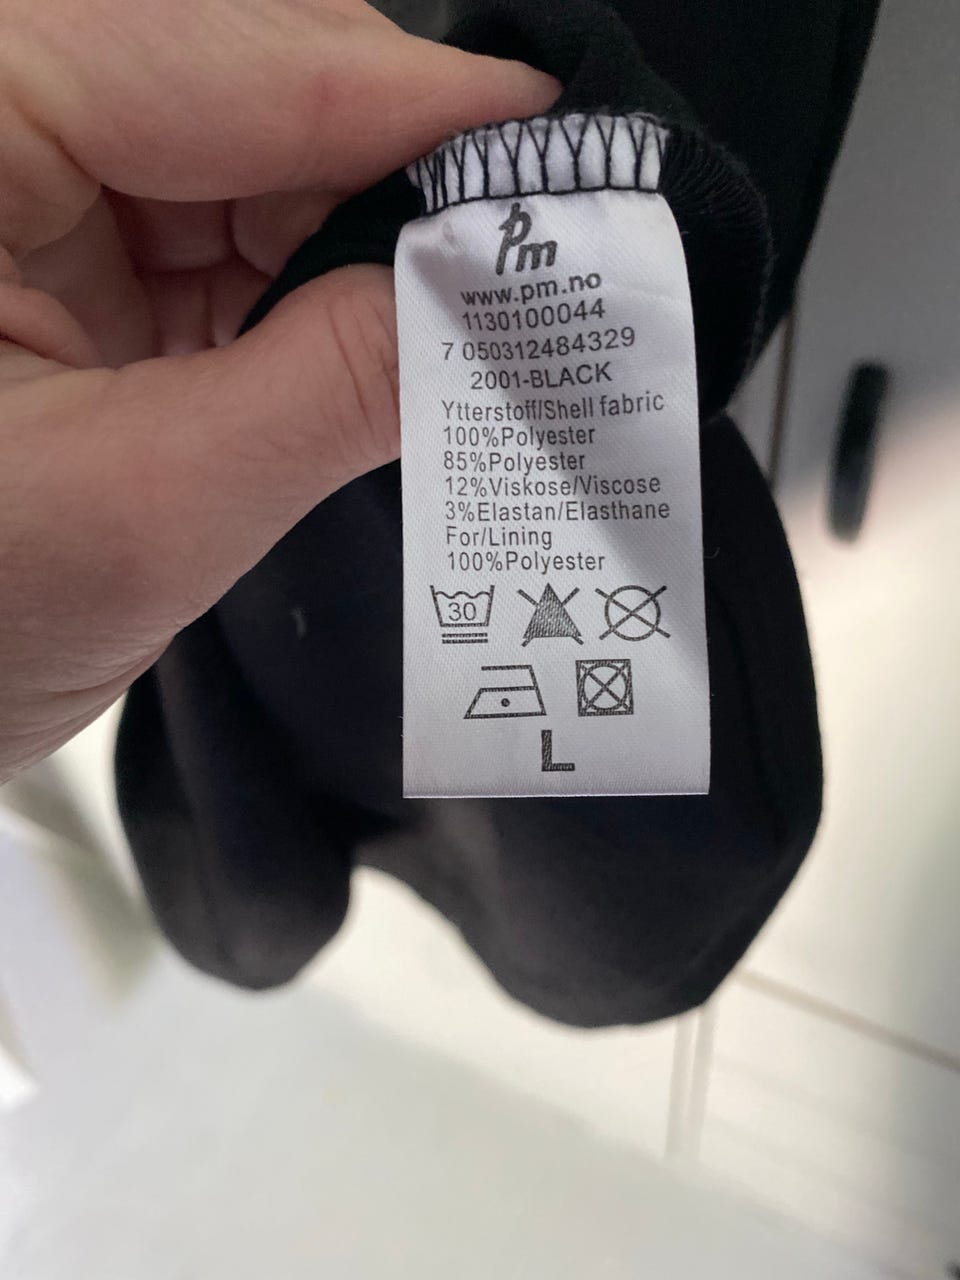 Pm
www.pm.no
1130100044
7 050312484329
2001-BLACK
Ytterstoff/Shell fabric
100%Polyester
85%Polyester
12%Viskose/Viscose
3%Elastan/Elasthane
For/Lining
100%Polyester
30
L